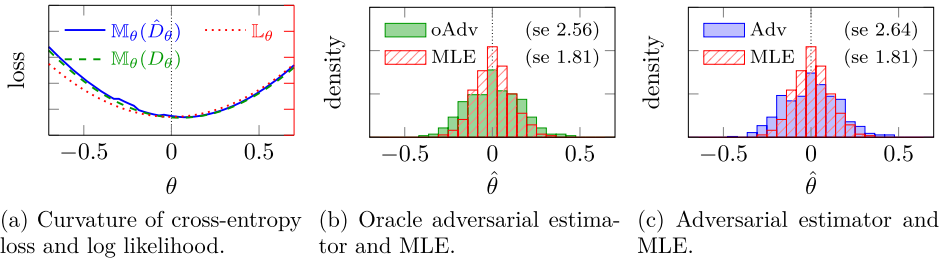 𝕄θ(D̂θ)
𝕃θ
𝕄θ(Dθ)
loss
−0.5
0
0.5
θ
(a) Curvature of cross-entropy
loss and log likelihood.
oAdv (se 2.56)
MLE (se 1.81)
density
−0.5
0
0.5
θ̂
(b) Oracle adversarial estima-
tor and MLE.
Adv (se 2.64)
MLE (se 1.81)
density
−0.5
0
0.5
θ̂
(c) Adversarial estimator and
MLE.